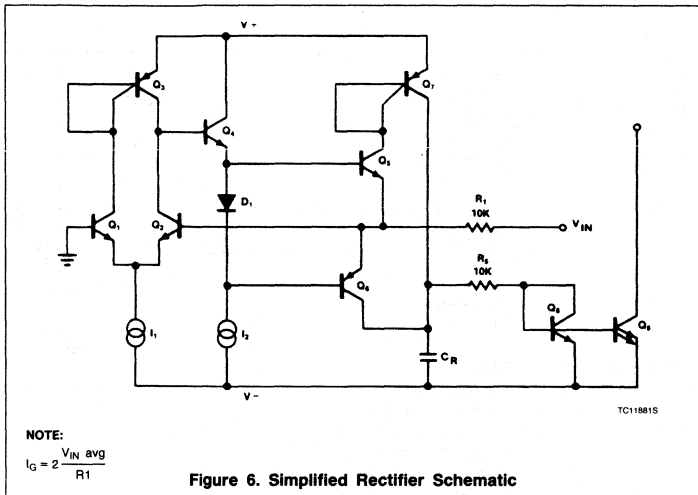 V +
Q3
Q7
Q4
Q5
D1
R1
10K
VIN
Q1
Q2
R5
10K
Q6
Q8
Q9
I1
I2
CR
V −
TC11881S
NOTE:
IG = 2 VIN avg
R1
Figure 6. Simplified Rectifier Schematic